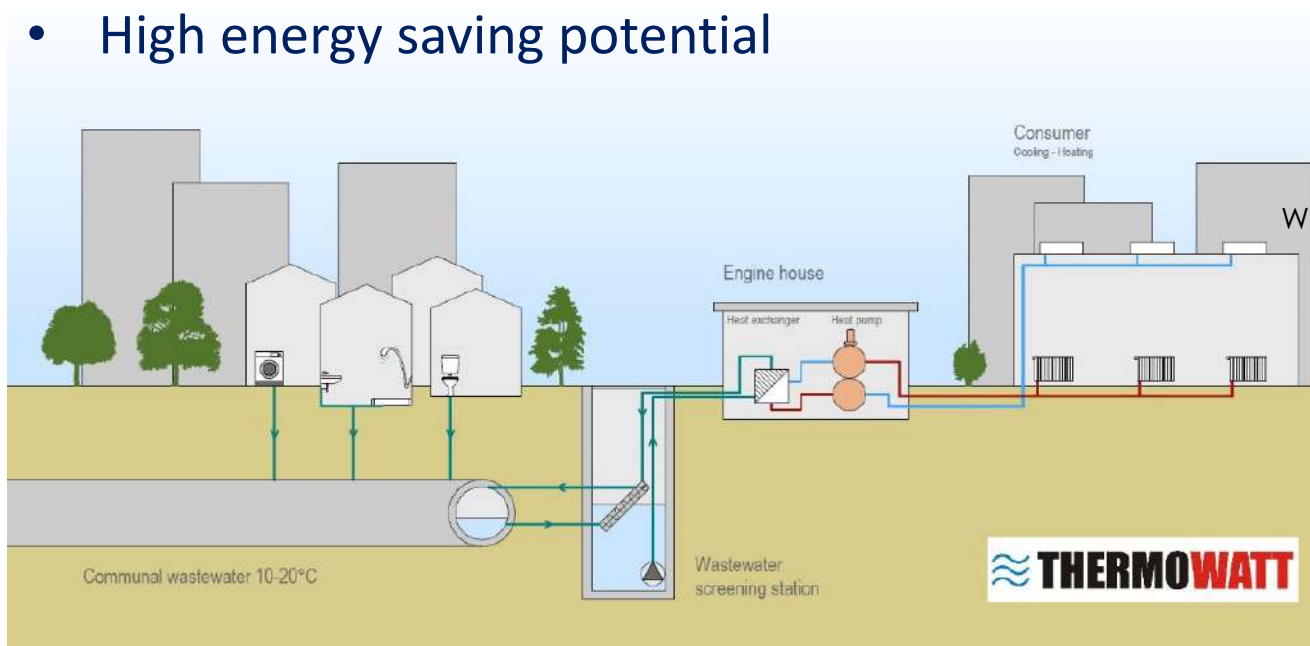 • High energy saving potential
Consumer
Cooling - Heating
W
Engine house
Heat exchanger Heat pump
Communal wastewater 10-20°C
Wastewater
screening station
THERMOWATT